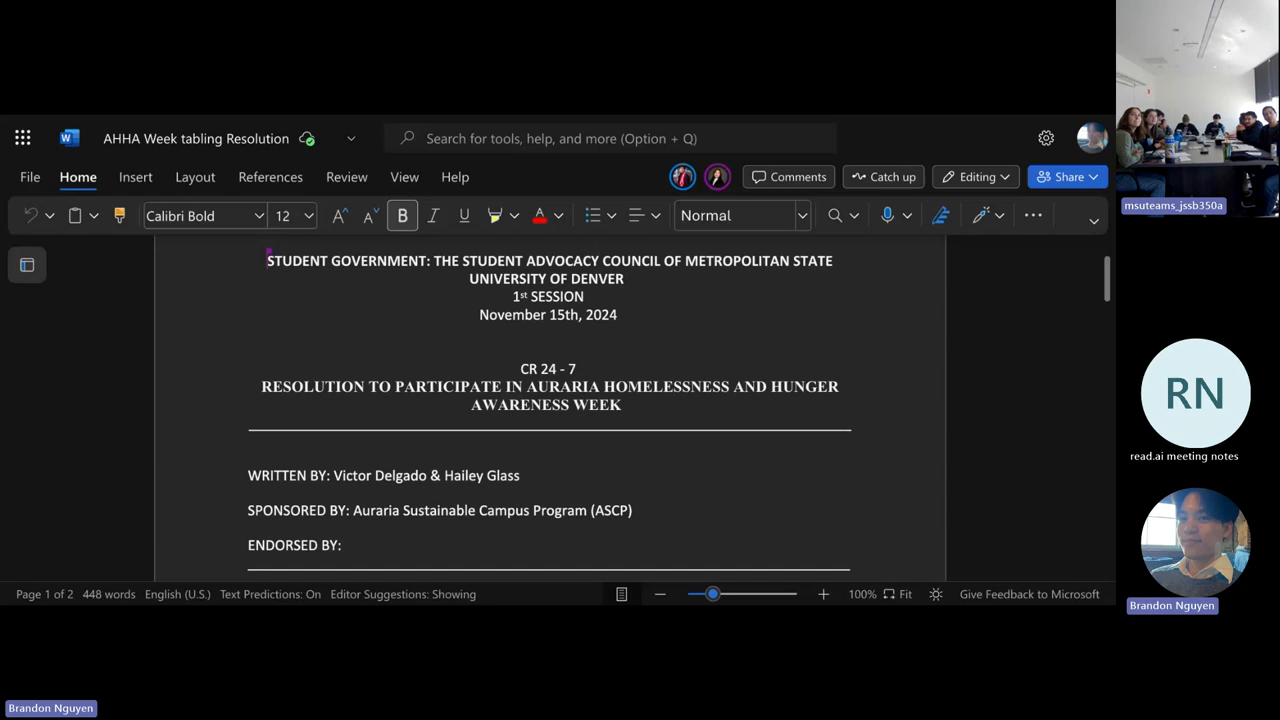 AHHA Week tabling Resolution
Search for tools, help, and more (Option + Q)
File Home Insert Layout References Review View Help
Comments Catch up Editing Share
Calibri Bold 12 Normal
STUDENT GOVERNMENT: THE STUDENT ADVOCACY COUNCIL OF METROPOLITAN STATE
UNIVERSITY OF DENVER
1st SESSION
November 15th, 2024
CR 24 - 7
RESOLUTION TO PARTICIPATE IN AURARIA HOMELESSNESS AND HUNGER
AWARENESS WEEK
WRITTEN BY: Victor Delgado & Hailey Glass
SPONSORED BY: Auraria Sustainable Campus Program (ASCP)
ENDORSED BY:
Page 1 of 2 448 words English (U.S.) Text Predictions: On Editor Suggestions: Showing 100% Fit Give Feedback to Microsoft
msuteams_jssb350a
RN
read.ai meeting notes
Brandon Nguyen
Brandon Nguyen